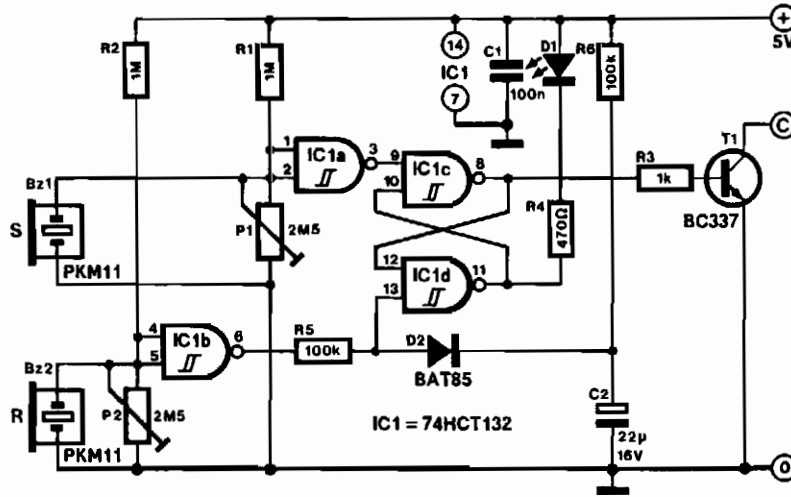 R2
1M
R1
1M
14
IC1
7
C1
100n
D1
R6
100k
+
5V
C
1
2
IC1a
3
9
10
IC1c
8
R3
1k
T1
BC337
Bz1
S
PKM11
P1
2M5
R4
470Ω
12
13
IC1d
11
4
5
IC1b
6
R5
100k
D2
BAT85
Bz2
R
PKM11
P2
2M5
IC1 = 74HCT132
C2
22µ
16V
0